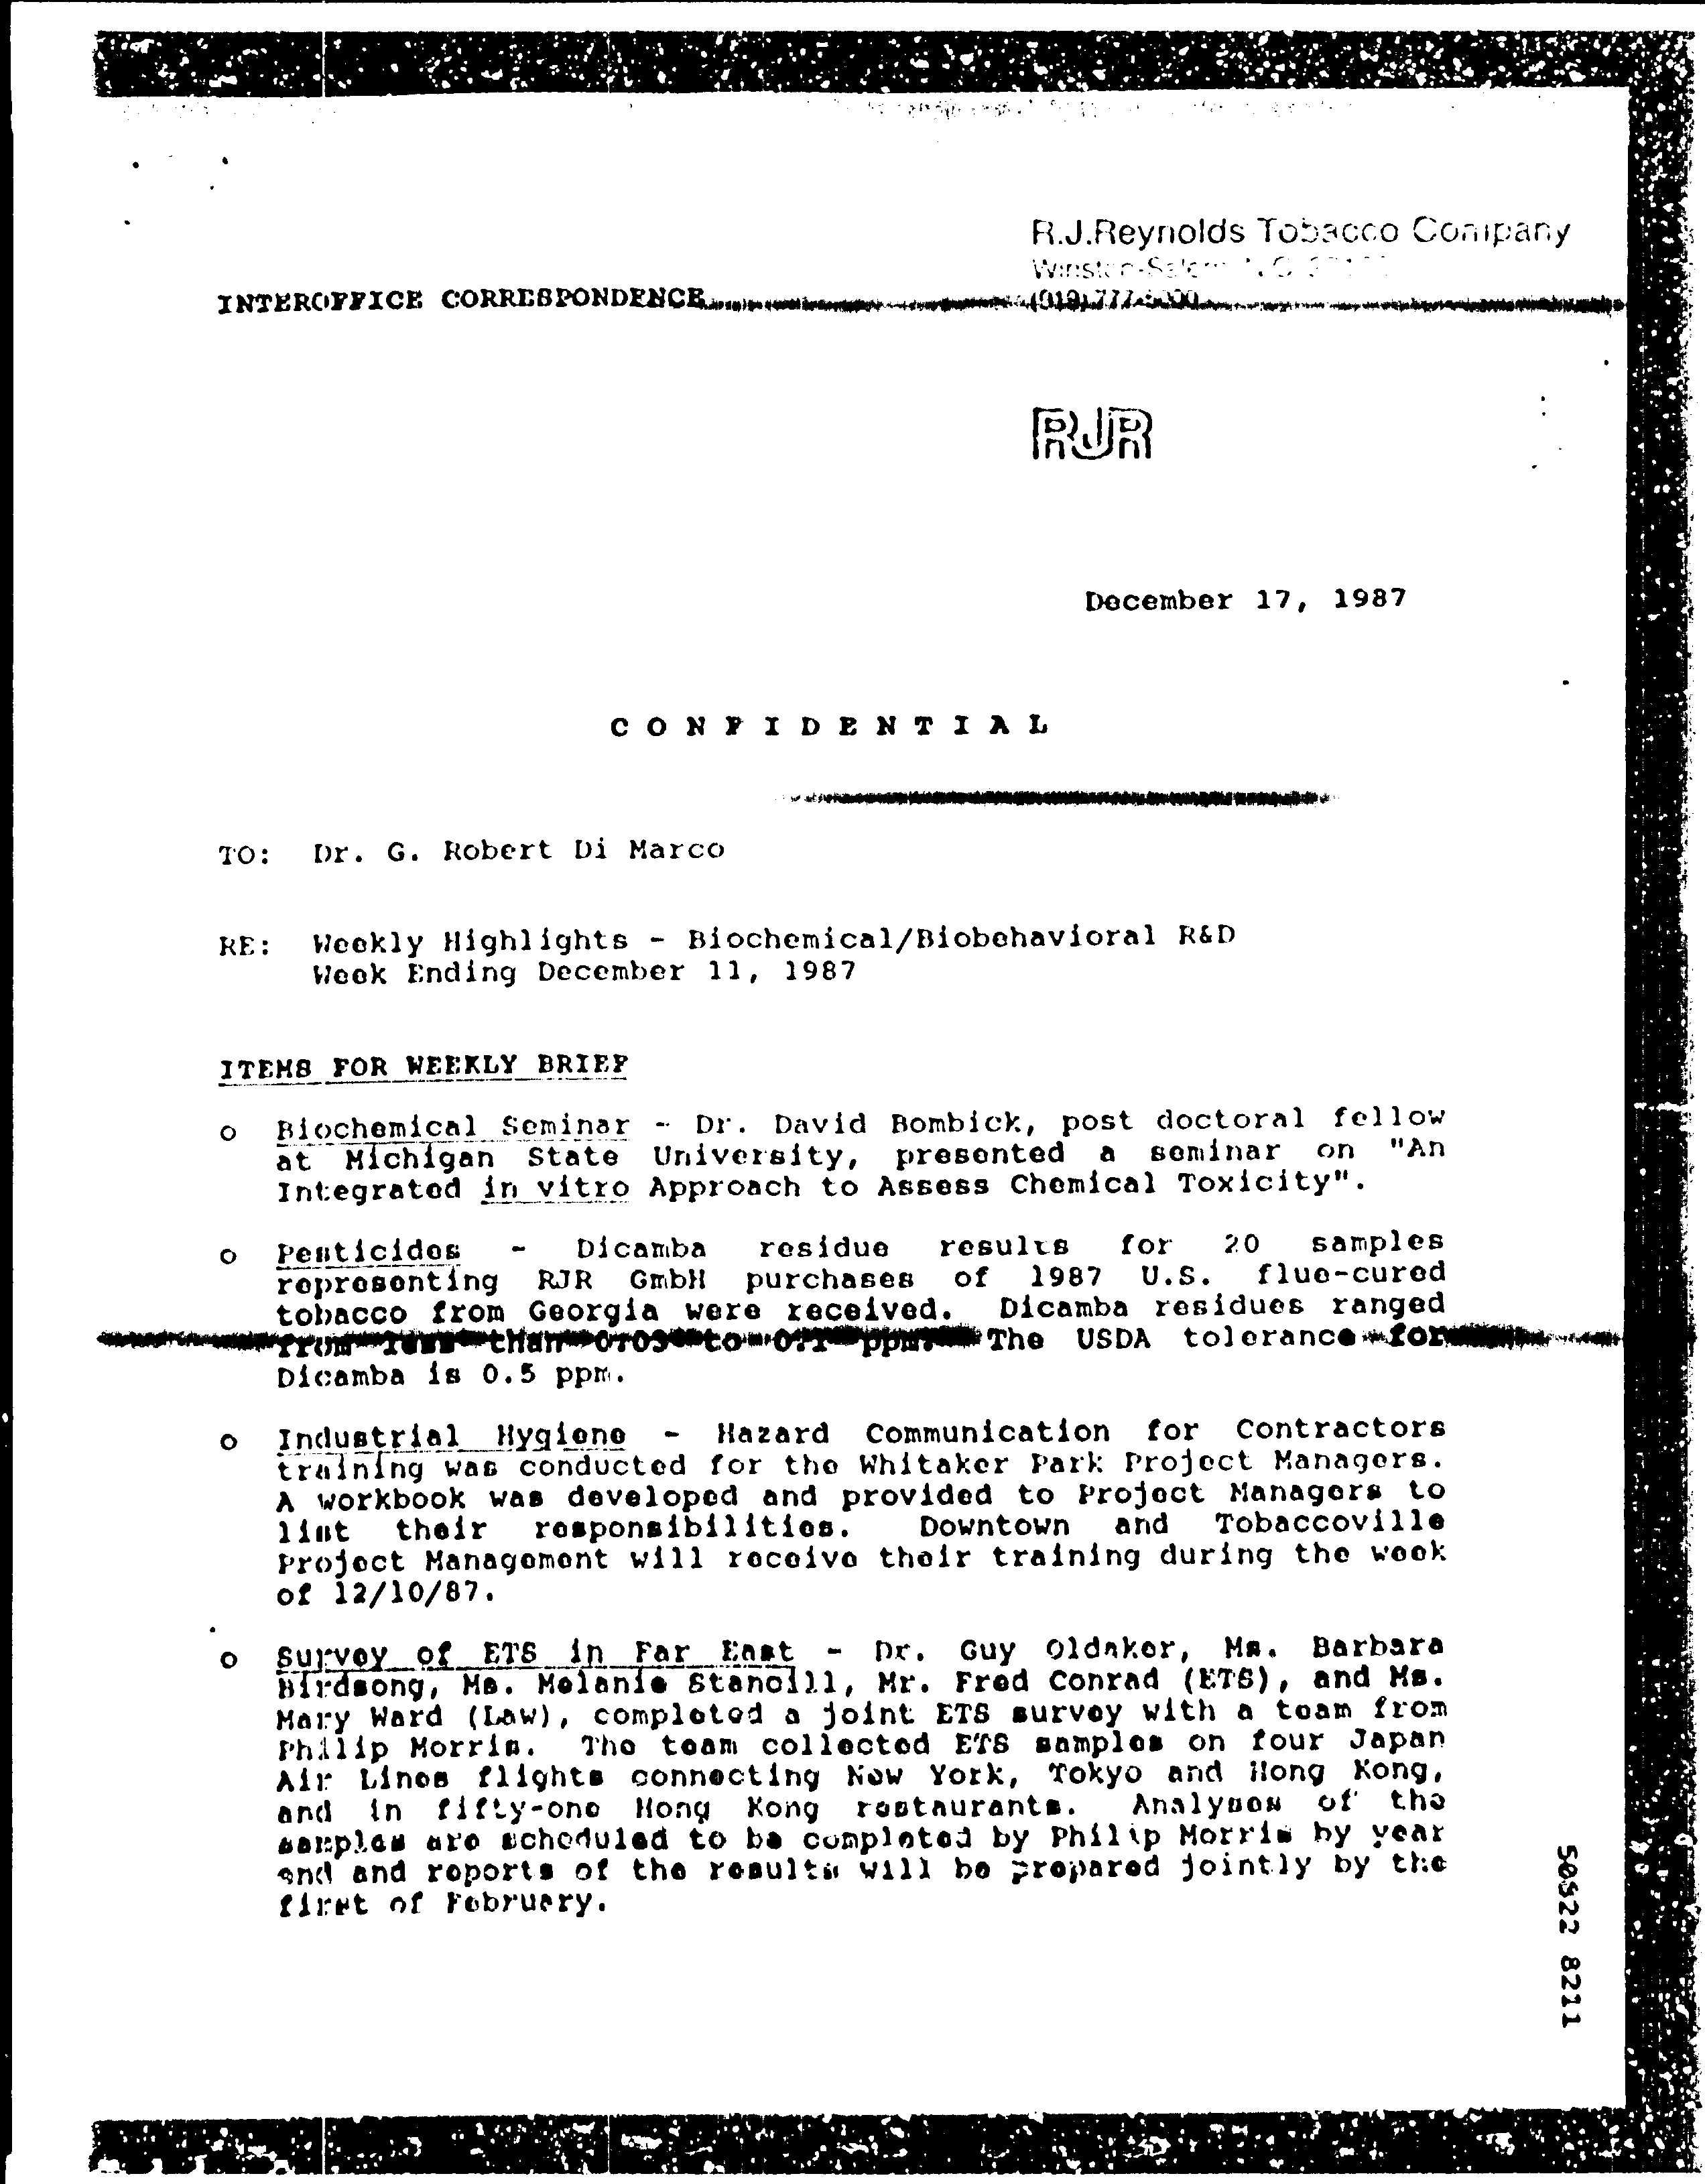 R.J.Reynolds Tobacco Company
Winston-Salem
INTEROFFICE CORRESPONDENCE
RJR
December 17, 1987
CONFIDENTIAL
TO: Dr. G. Robert Di Marco
RE: Weekly Highlights - Biochemical/Biobehavioral R&D
Week Ending December 11, 1987
ITEMS FOR WEEKLY BRIEF
o Biochemical Seminar - Dr. David Bombick, post doctoral fellow
at Michigan State University, presented a seminar on "An
Integrated in vitro Approach to Assess Chemical Toxicity".
o Pesticides - Dicamba residue results for 20 samples
representing RJR GmbH purchases of 1987 U.S. flue-cured
tobacco from Georgia were received. Dicamba residues ranged
from less than to ppm. The USDA tolerance for
Dicamba is 0.5 ppm.
o Industrial Hygiene - Hazard Communication for Contractors
training was conducted for the Whitaker Park Project Managers.
A workbook was developed and provided to Project Managers to
list their responsibilities. Downtown and Tobaccoville
Project Management will receive their training during the week
of 12/10/87.
o Survey of ETS in Far East - Dr. Guy Oldaker, Ms. Barbara
Birdsong, Ms. Melanie Stancill, Mr. Fred Conrad (ETS), and Ms.
Mary Ward (Law), completed a joint ETS survey with a team from
Philip Morris. The team collected ETS samples on four Japan
Air Lines flights connecting New York, Tokyo and Hong Kong,
and in fifty-one Hong Kong restaurants. Analyses of the
samples are scheduled to be completed by Philip Morris by year
end and reports of the results will be prepared jointly by the
first of February.
50522 8211